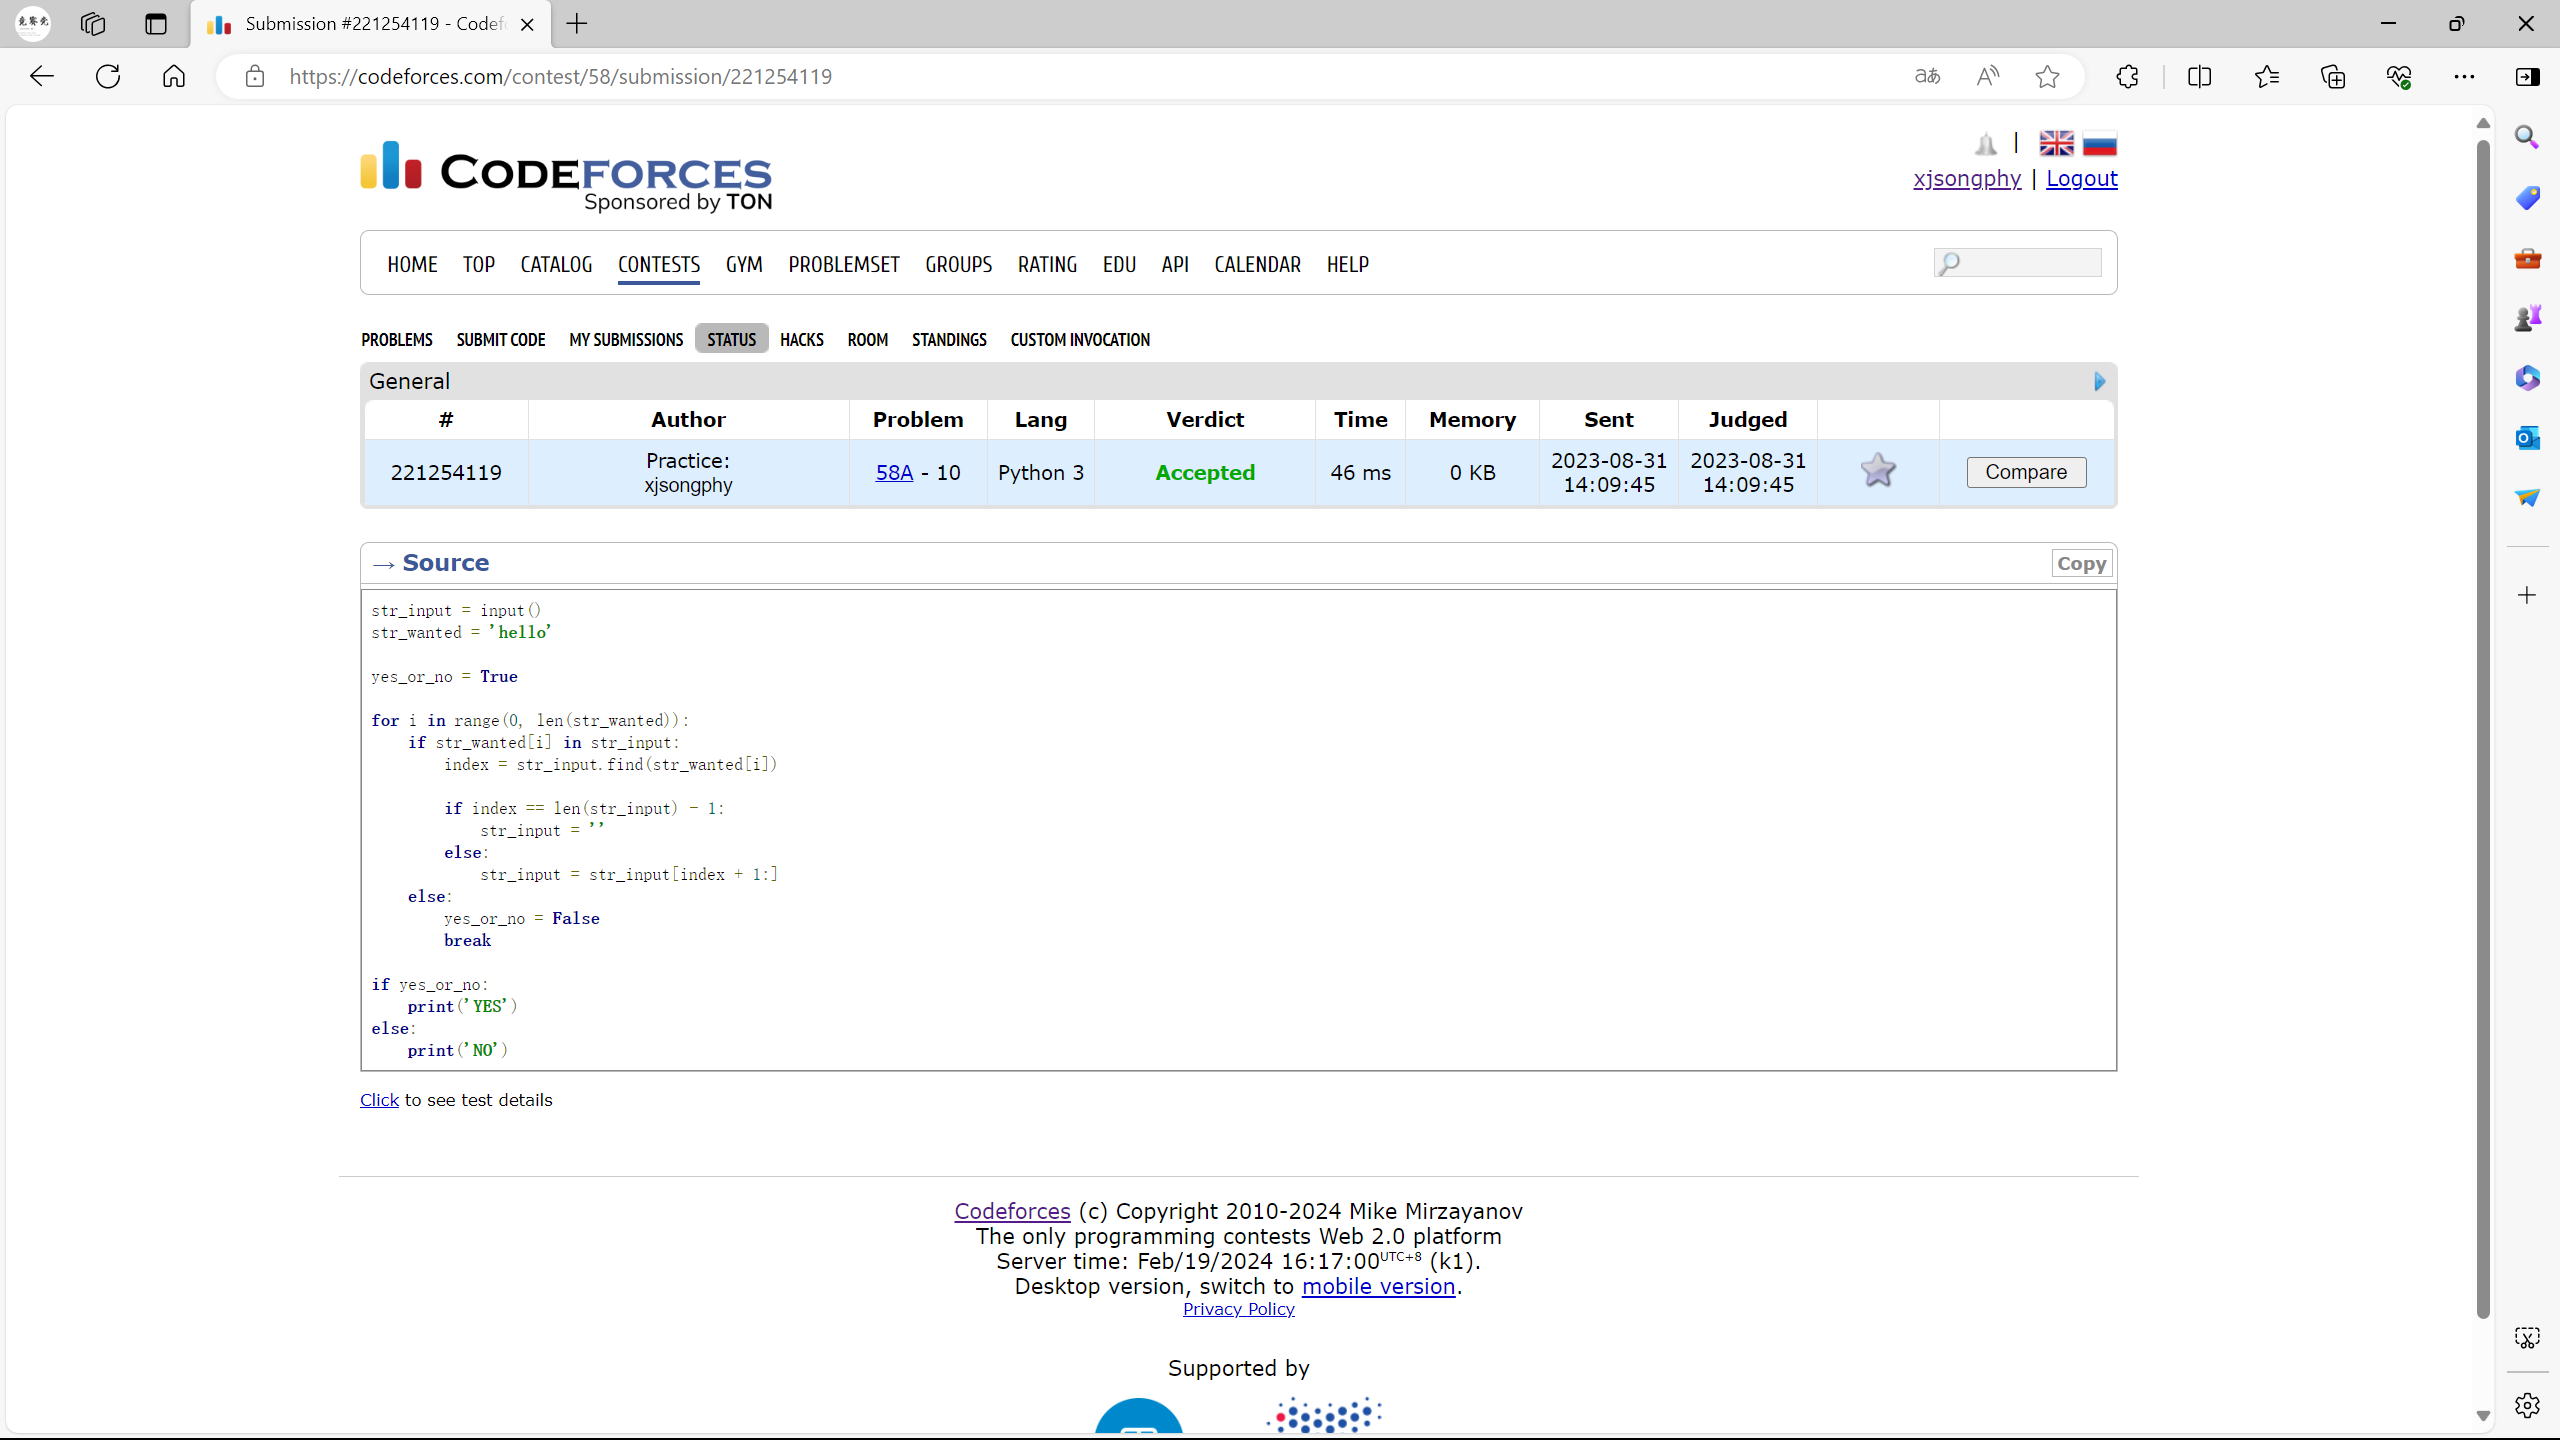 Submission #221254119 - Codefo
https://codeforces.com/contest/58/submission/221254119
CODEFORCES
Sponsored by TON
|
xjsongphy | Logout
HOME TOP CATALOG CONTESTS GYM PROBLEMSET GROUPS RATING EDU API CALENDAR HELP
PROBLEMS SUBMIT CODE MY SUBMISSIONS STATUS HACKS ROOM STANDINGS CUSTOM INVOCATION
General
# Author Problem Lang Verdict Time Memory Sent Judged
221254119 Practice: xjsongphy 58A - 10 Python 3 Accepted 46 ms 0 KB 2023-08-31 14:09:45 2023-08-31 14:09:45 Compare
→ Source Copy
str_input = input()
str_wanted = 'hello'
yes_or_no = True
for i in range(0, len(str_wanted)):
    if str_wanted[i] in str_input:
        index = str_input.find(str_wanted[i])
        if index == len(str_input) - 1:
            str_input = ''
        else:
            str_input = str_input[index + 1:]
    else:
        yes_or_no = False
        break
if yes_or_no:
    print('YES')
else:
    print('NO')
Click to see test details
Codeforces (c) Copyright 2010-2024 Mike Mirzayanov
The only programming contests Web 2.0 platform
Server time: Feb/19/2024 16:17:00UTC+8 (k1).
Desktop version, switch to mobile version.
Privacy Policy
Supported by